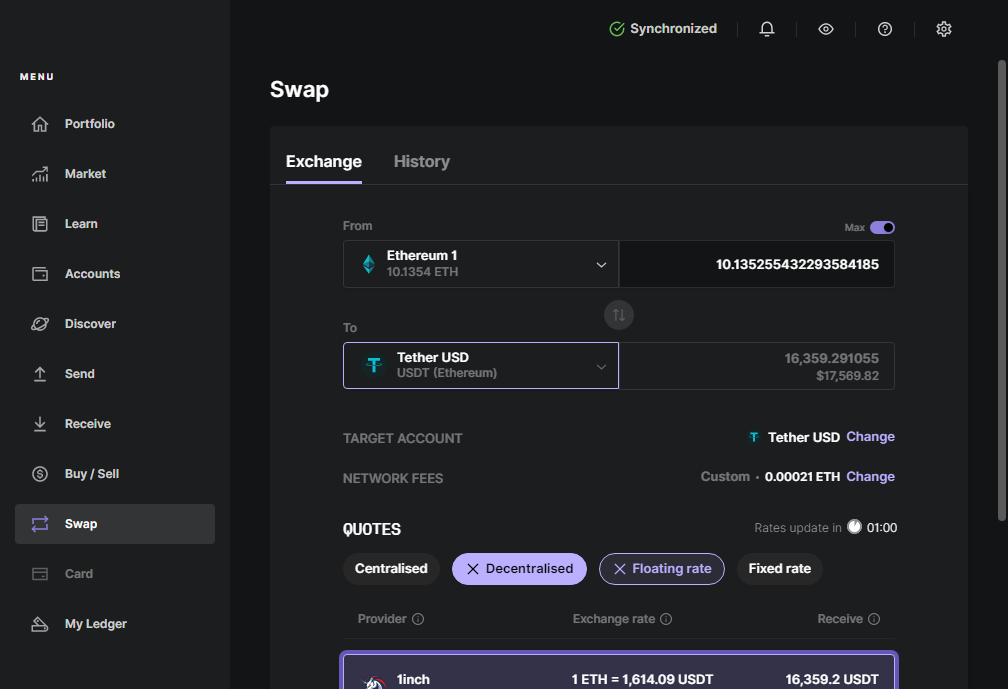 Synchronized
MENU
Portfolio
Market
Learn
Accounts
Discover
Send
Receive
Buy / Sell
Swap
Card
My Ledger
Swap
Exchange History
From Max
Ethereum 1
10.1354 ETH
10.135255432293584185
To
Tether USD
USDT (Ethereum)
16,359.291055
$17,569.82
TARGET ACCOUNT Tether USD Change
NETWORK FEES Custom · 0.00021 ETH Change
QUOTES Rates update in 01:00
Centralised Decentralised Floating rate Fixed rate
Provider Exchange rate Receive
1inch 1 ETH = 1,614.09 USDT 16,359.2 USDT